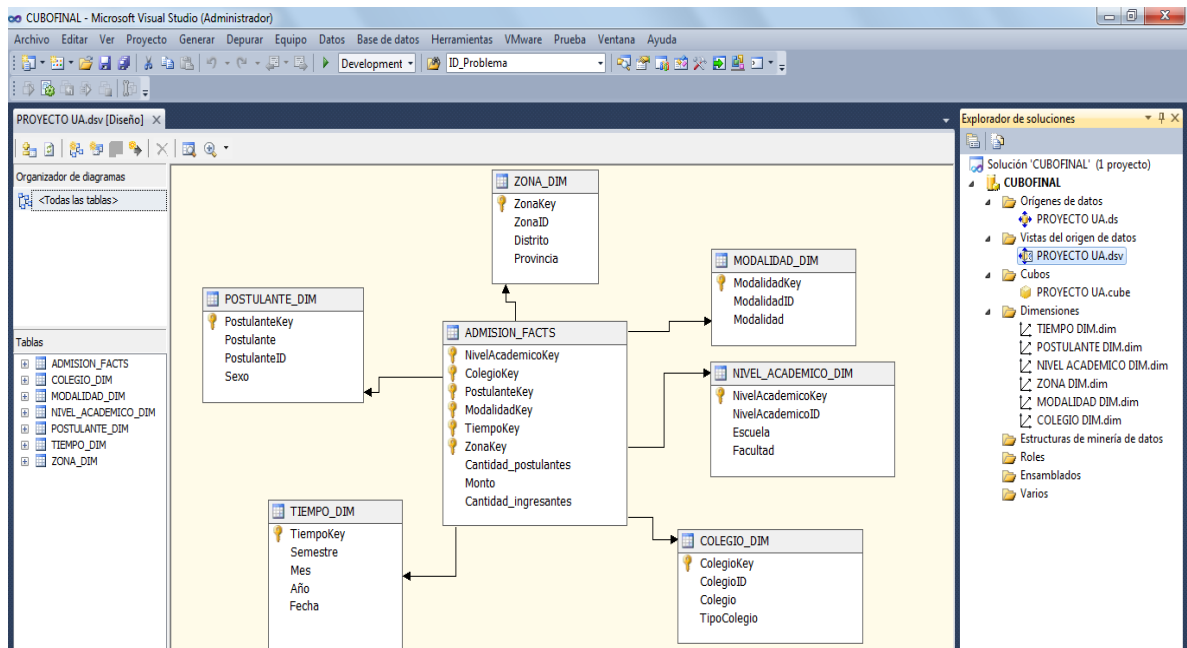 CUBOFINAL - Microsoft Visual Studio (Administrador)
Archivo Editar Ver Proyecto Generar Depurar Equipo Datos Base de datos Herramientas VMware Prueba Ventana Ayuda
Development ID_Problema
PROYECTO UA.dsv [Diseño]
Organizador de diagramas
<Todas las tablas>
Tablas
ADMISION_FACTS
COLEGIO_DIM
MODALIDAD_DIM
NIVEL_ACADEMICO_DIM
POSTULANTE_DIM
TIEMPO_DIM
ZONA_DIM
ZONA_DIM
ZonaKey
ZonaID
Distrito
Provincia
MODALIDAD_DIM
ModalidadKey
ModalidadID
Modalidad
POSTULANTE_DIM
PostulanteKey
Postulante
PostulanteID
Sexo
ADMISION_FACTS
NivelAcademicoKey
ColegioKey
PostulanteKey
ModalidadKey
TiempoKey
ZonaKey
Cantidad_postulantes
Monto
Cantidad_ingresantes
NIVEL_ACADEMICO_DIM
NivelAcademicoKey
NivelAcademicoID
Escuela
Facultad
TIEMPO_DIM
TiempoKey
Semestre
Mes
Año
Fecha
COLEGIO_DIM
ColegioKey
ColegioID
Colegio
TipoColegio
Explorador de soluciones
Solución 'CUBOFINAL' (1 proyecto)
CUBOFINAL
Orígenes de datos
PROYECTO UA.ds
Vistas del origen de datos
PROYECTO UA.dsv
Cubos
PROYECTO UA.cube
Dimensiones
TIEMPO DIM.dim
POSTULANTE DIM.dim
NIVEL ACADEMICO DIM.dim
ZONA DIM.dim
MODALIDAD DIM.dim
COLEGIO DIM.dim
Estructuras de minería de datos
Roles
Ensamblados
Varios